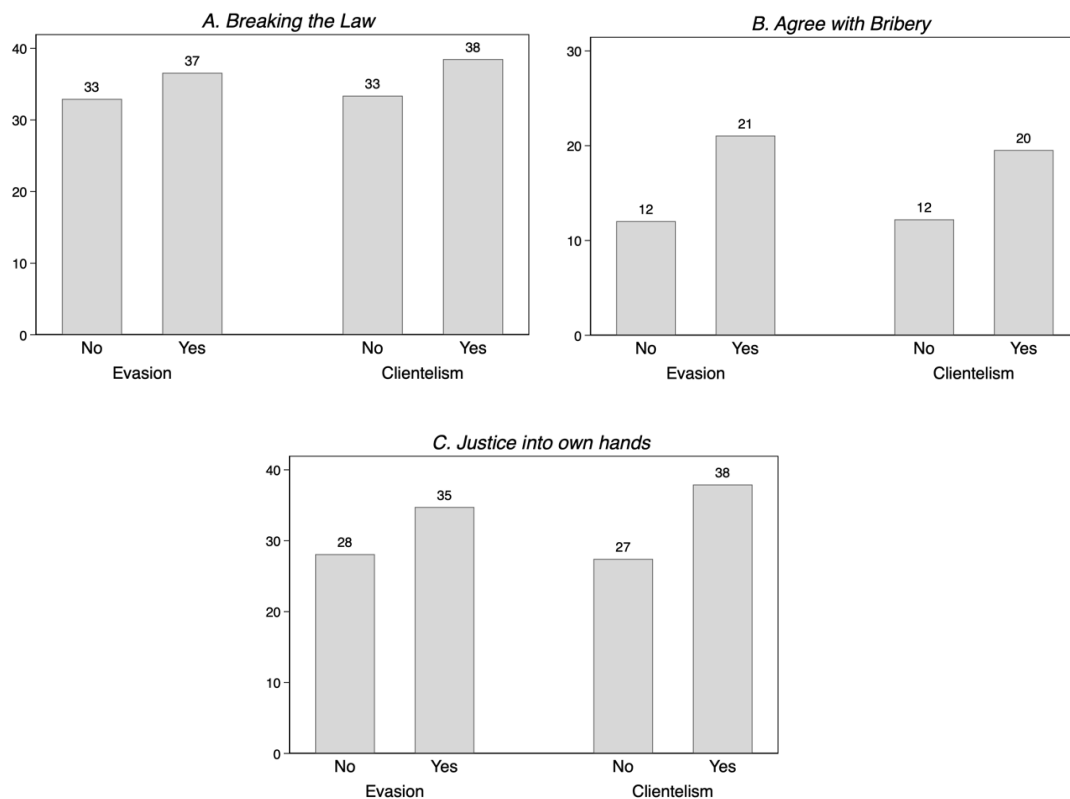 A. Breaking the Law
40
30
20
10
0
33
37
33
38
No Yes No Yes
Evasion Clientelism
B. Agree with Bribery
30
20
10
0
12
21
12
20
No Yes No Yes
Evasion Clientelism
C. Justice into own hands
40
30
20
10
0
28
35
27
38
No Yes No Yes
Evasion Clientelism